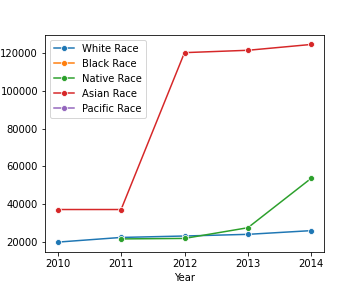 White Race
Black Race
Native Race
Asian Race
Pacific Race
120000
100000
80000
60000
40000
20000
2010 2011 2012 2013 2014
Year